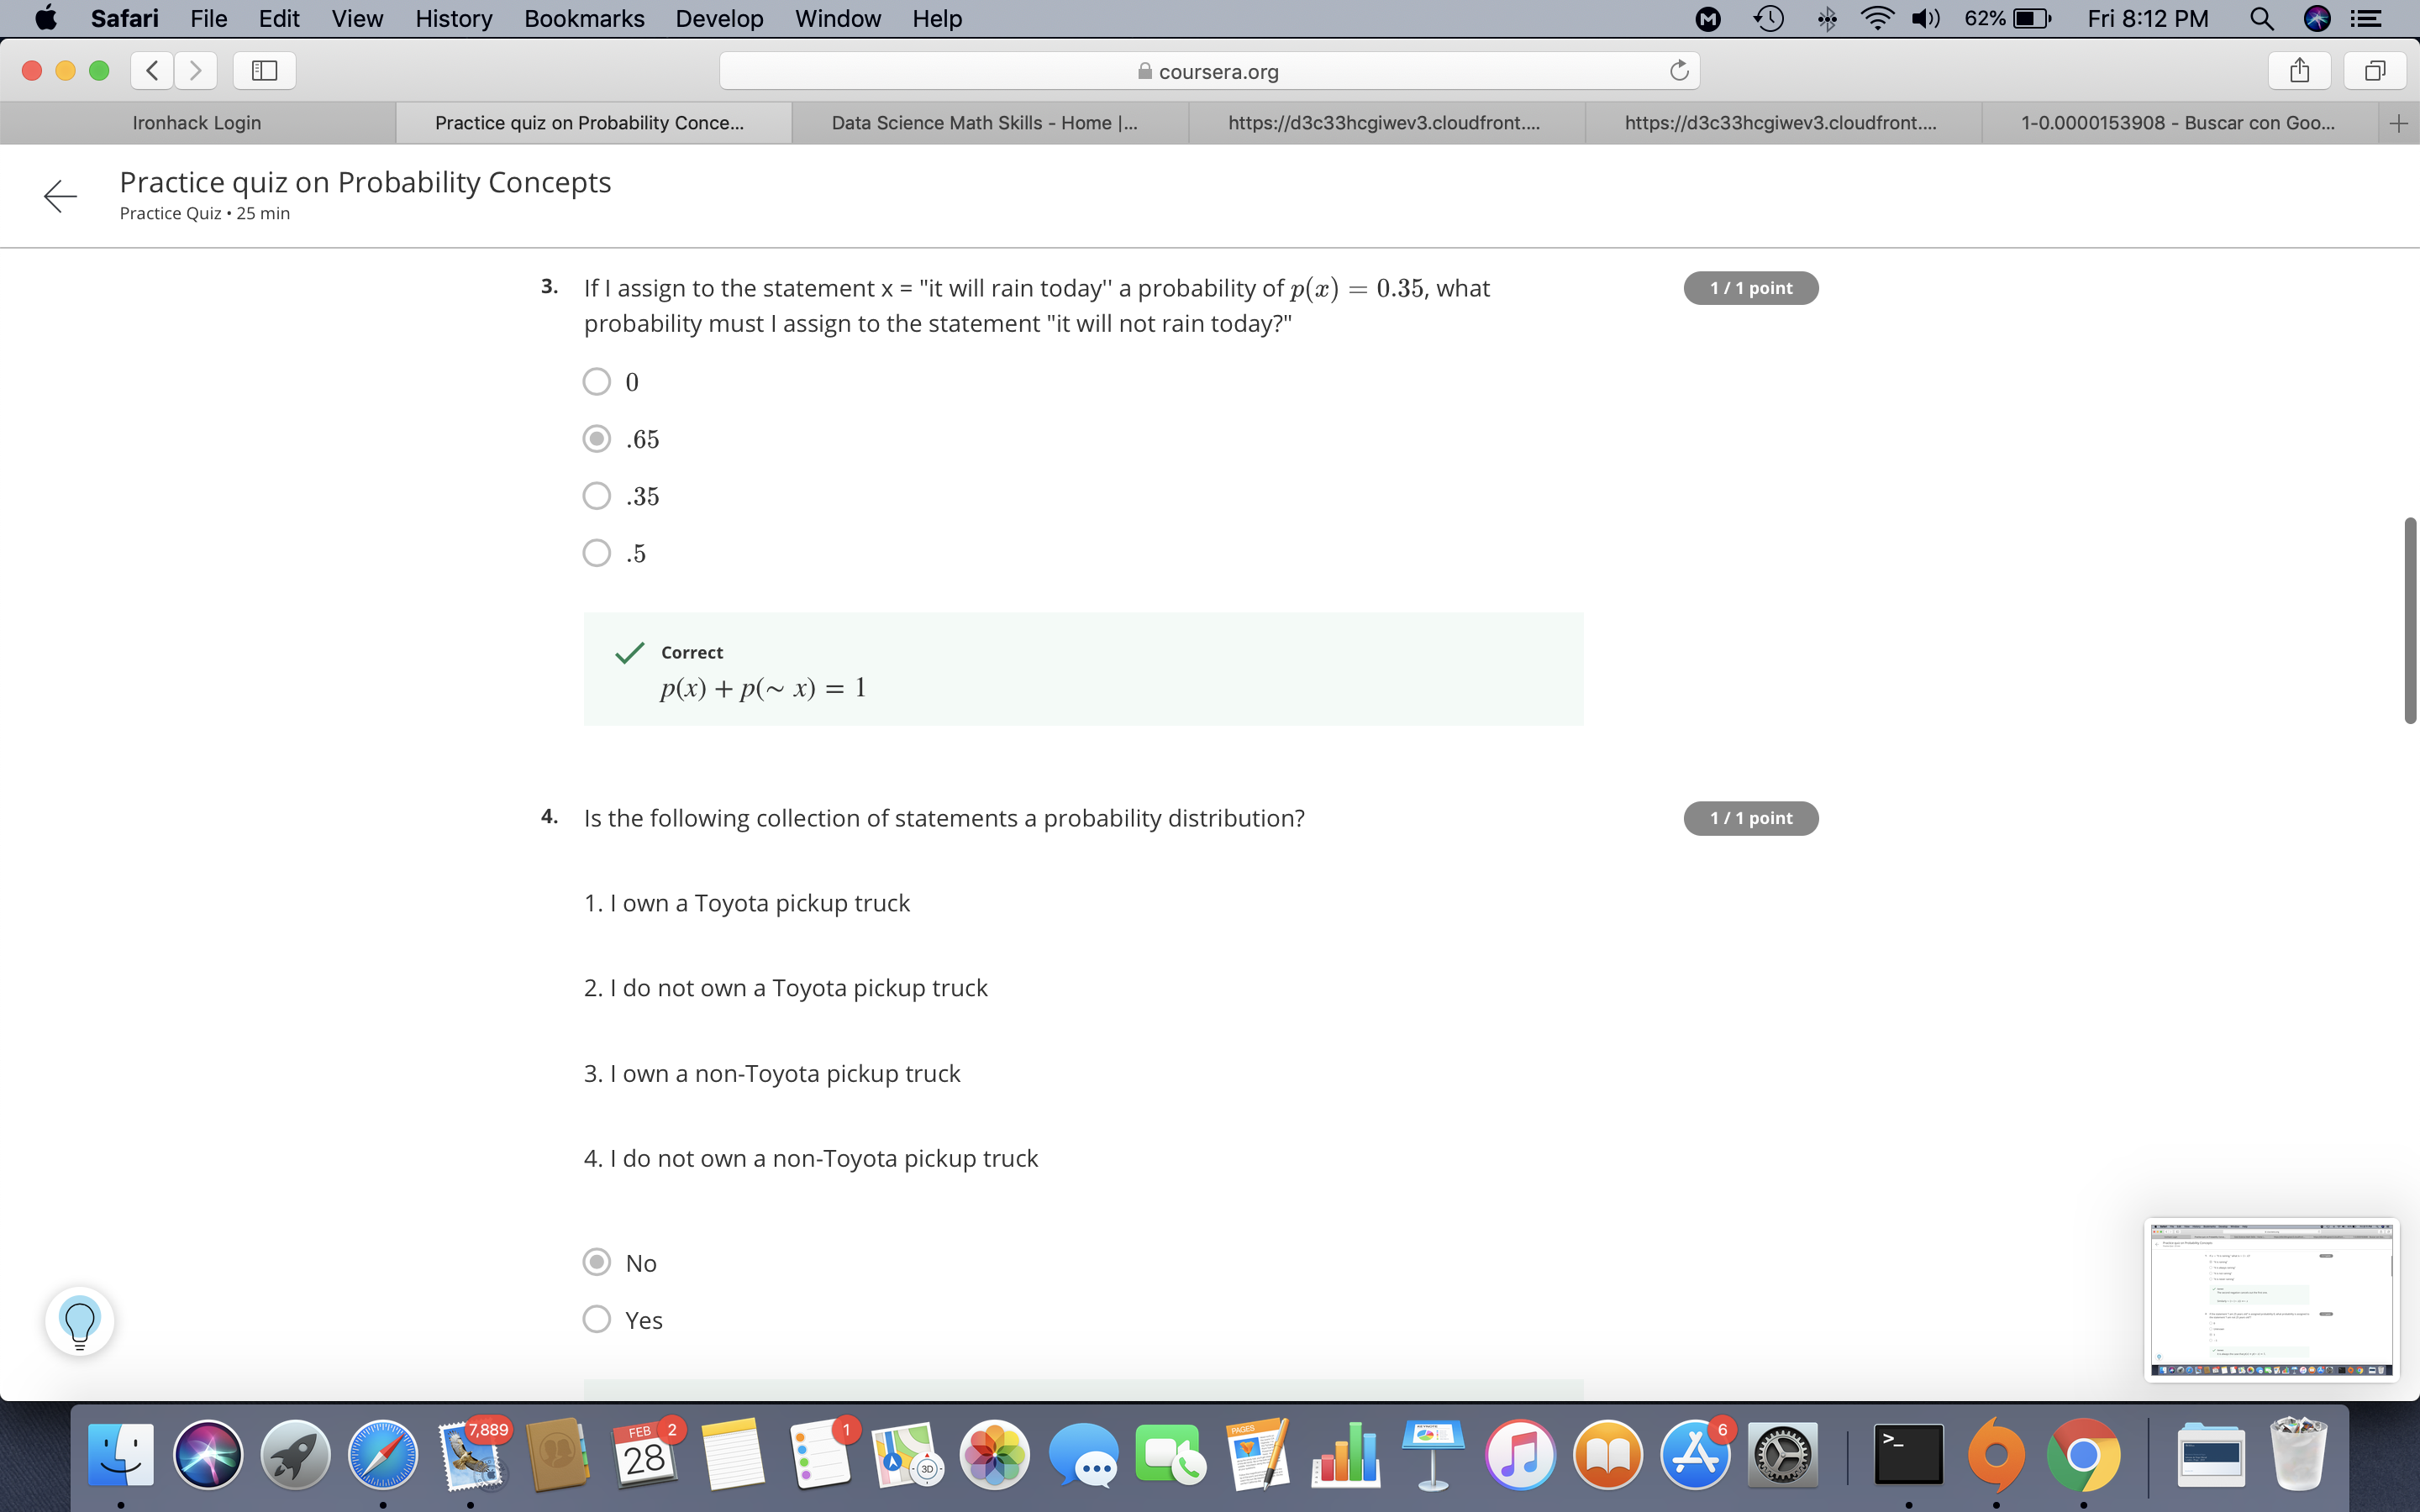 Safari File Edit View History Bookmarks Develop Window Help 62% Fri 8:12 PM
coursera.org
Ironhack Login Practice quiz on Probability Conce... Data Science Math Skills - Home |... https://d3c33hcgiwev3.cloudfront.... https://d3c33hcgiwev3.cloudfront.... 1-0.0000153908 - Buscar con Goo...
Practice quiz on Probability Concepts
Practice Quiz • 25 min
3. If I assign to the statement x = "it will rain today'' a probability of p(x) = 0.35, what 1 / 1 point
probability must I assign to the statement "it will not rain today?"
0
.65
.35
.5
Correct
p(x) + p(∼ x) = 1
4. Is the following collection of statements a probability distribution? 1 / 1 point
1. I own a Toyota pickup truck
2. I do not own a Toyota pickup truck
3. I own a non-Toyota pickup truck
4. I do not own a non-Toyota pickup truck
No
Yes
7,889 FEB 2 1 PAGES 6
28 3D >_